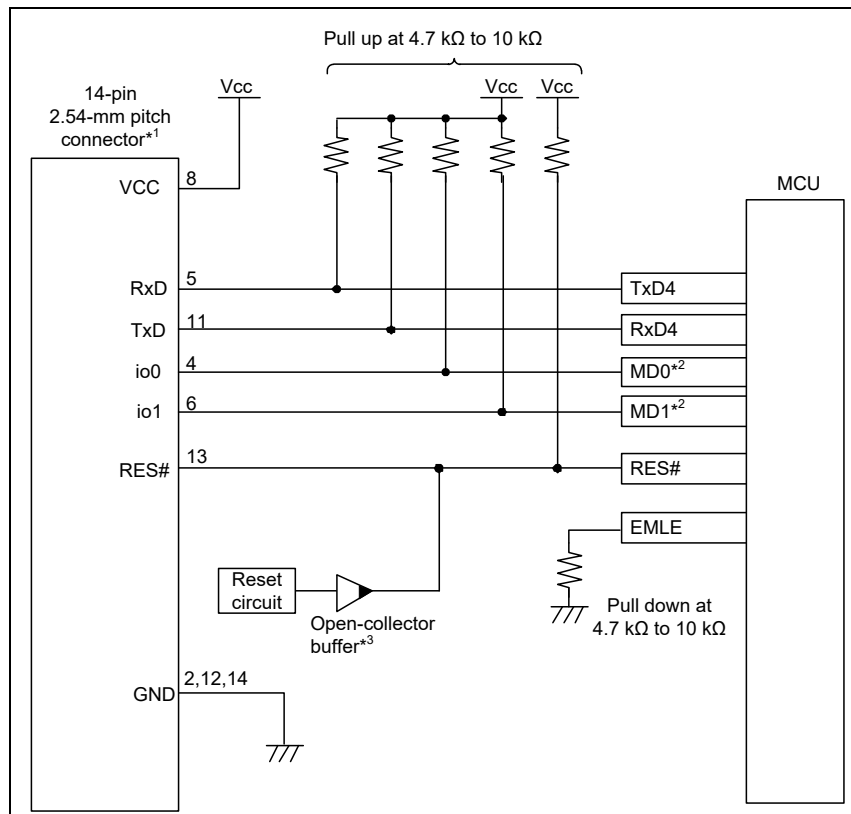 Pull up at 4.7 kΩ to 10 kΩ
14-pin
2.54-mm pitch
connector*1
Vcc
Vcc
Vcc
MCU
VCC
8
RxD
5
TxD4
TxD
11
RxD4
io0
4
MD0*2
io1
6
MD1*2
RES#
13
RES#
EMLE
Reset
circuit
Open-collector
buffer*3
Pull down at
4.7 kΩ to 10 kΩ
GND
2,12,14